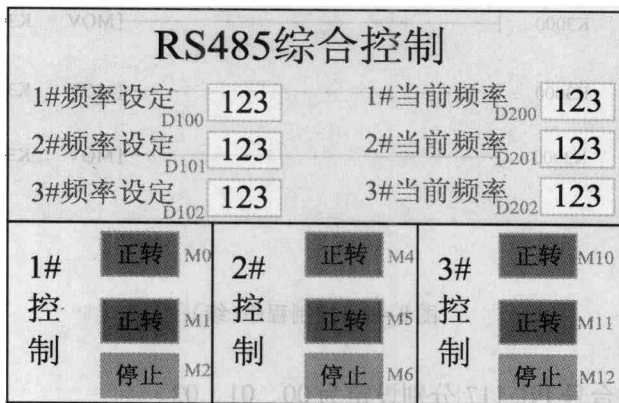 RS485综合控制
1#频率设定 D100 123 1#当前频率 D200 123
2#频率设定 D101 123 2#当前频率 D201 123
3#频率设定 D102 123 3#当前频率 D202 123
1#控制
正转 M0
正转 M1
停止 M2
2#控制
正转 M4
正转 M5
停止 M6
3#控制
正转 M10
正转 M11
停止 M12